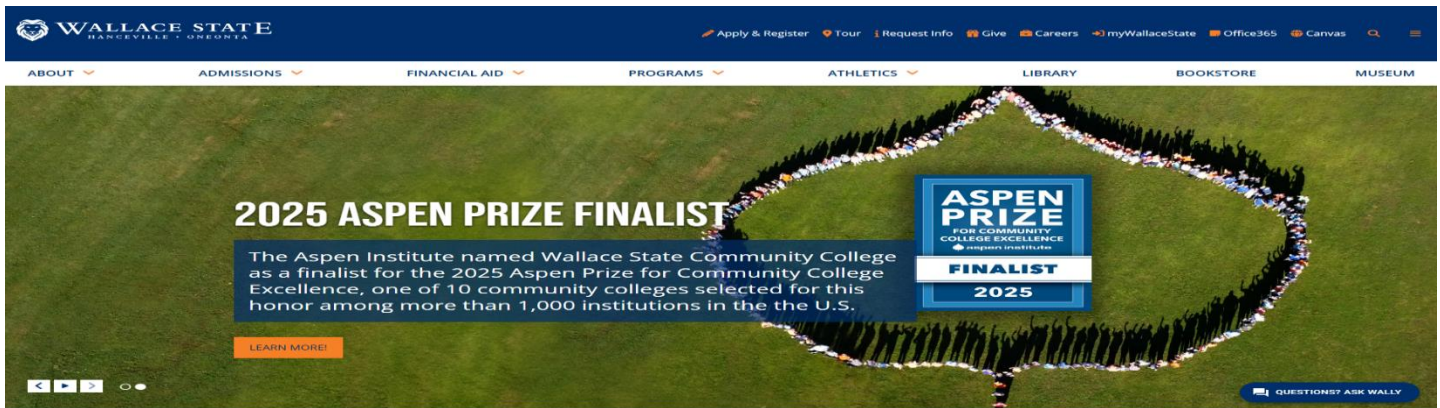 WALLACE STATE
HANCEVILLE • ONEONTA
Apply & Register Tour Request Info Give Careers myWallaceState Office365 Canvas
ABOUT ADMISSIONS FINANCIAL AID PROGRAMS ATHLETICS LIBRARY BOOKSTORE MUSEUM
2025 ASPEN PRIZE FINALIST
The Aspen Institute named Wallace State Community College
as a finalist for the 2025 Aspen Prize for Community College
Excellence, one of 10 community colleges selected for this
honor among more than 1,000 institutions in the the U.S.
LEARN MORE!
ASPEN
PRIZE
FOR COMMUNITY
COLLEGE EXCELLENCE
aspen institute
FINALIST
2025
QUESTIONS? ASK WALLY